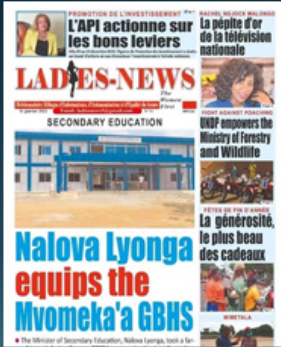 PROMOTION DE L'INVESTISSEMENT
L'API actionne sur
les bons leviers
RACHEL NDJOCK MALONGO
La pépite d'or
de la télévision
nationale
LADIES-NEWS
The
Women
First
SECONDARY EDUCATION
FIGHT AGAINST POACHING
UNDP empowers the
Ministry of Forestry
and Wildlife
FÊTES DE FIN D'ANNÉE
La générosité,
le plus beau
des cadeaux
Nalova Lyonga
equips the
Mvomeka'a GBHS
MIMETALA
The Minister of Secondary Education, Nalova Lyonga, took a